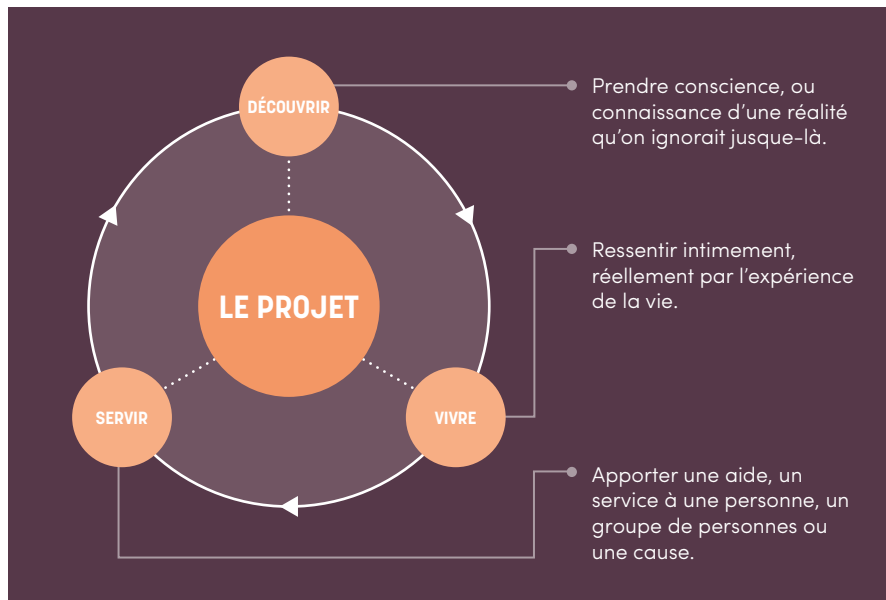 DÉCOUVRIR
Prendre conscience, ou
connaissance d’une réalité
qu’on ignorait jusque-là.
LE PROJET
Ressentir intimement,
réellement par l’expérience
de la vie.
SERVIR
VIVRE
Apporter une aide, un
service à une personne, un
groupe de personnes ou
une cause.